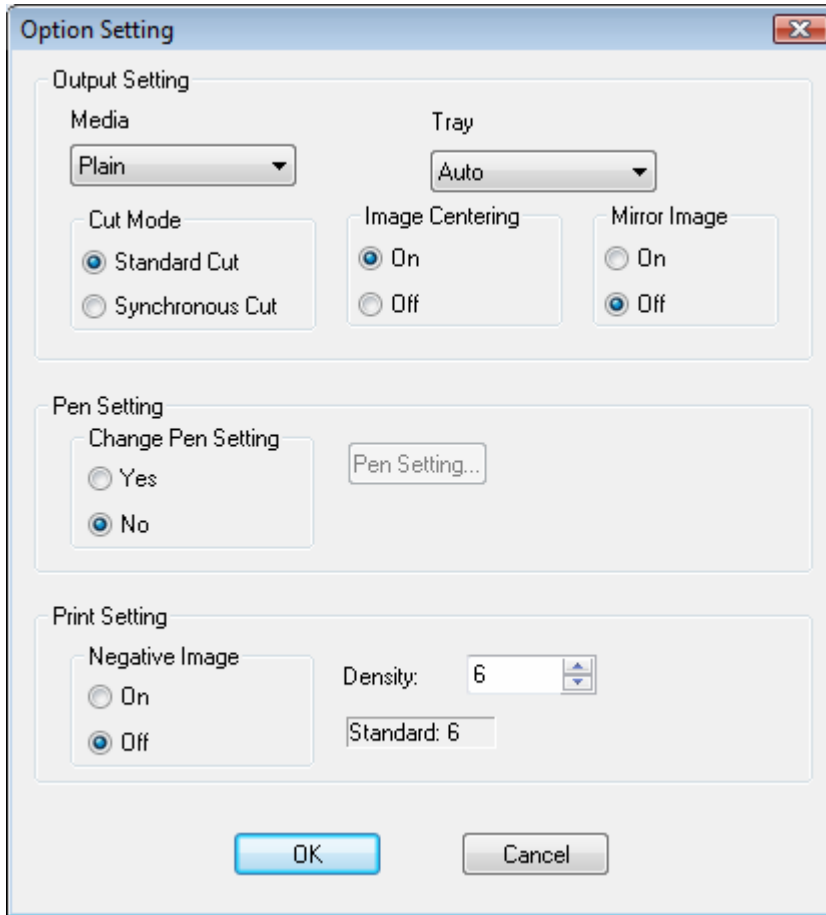 Option Setting
Output Setting
Media
Tray
Plain
Auto
Cut Mode
Standard Cut
Synchronous Cut
Image Centering
On
Off
Mirror Image
On
Off
Pen Setting
Change Pen Setting
Yes
No
Pen Setting...
Print Setting
Negative Image
On
Off
Density:
6
Standard: 6
OK
Cancel